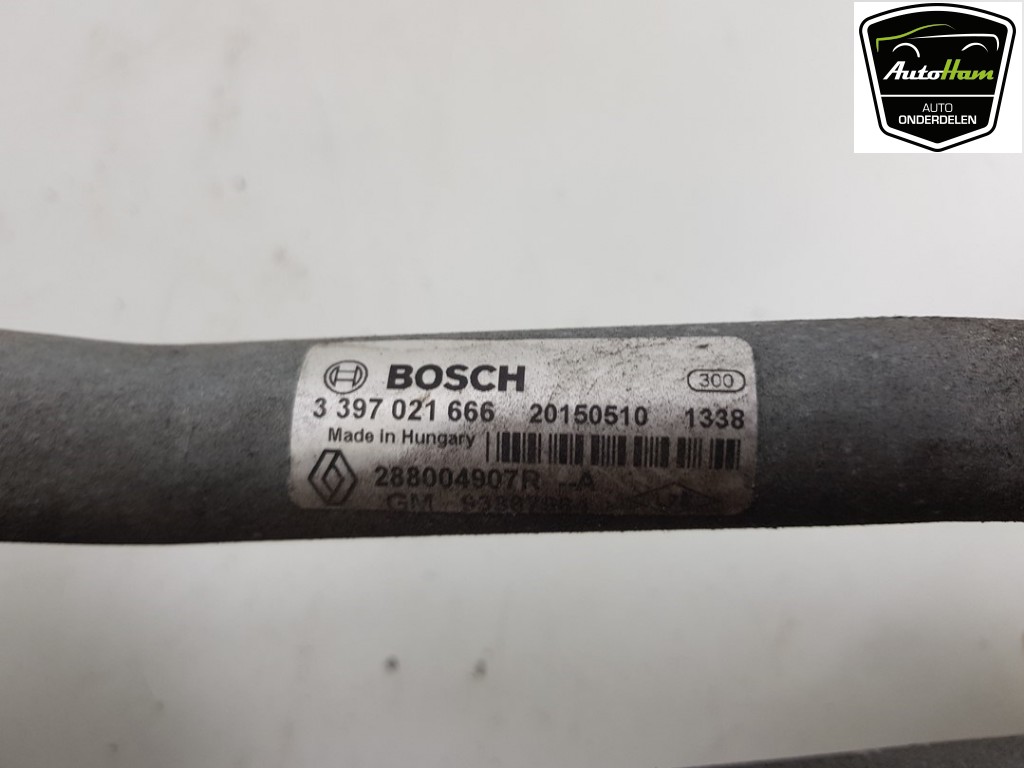 AutoHam
AUTO
ONDERDELEN
BOSCH 300
3 397 021 666 20150510 1338
Made in Hungary
288004907R --A
GM